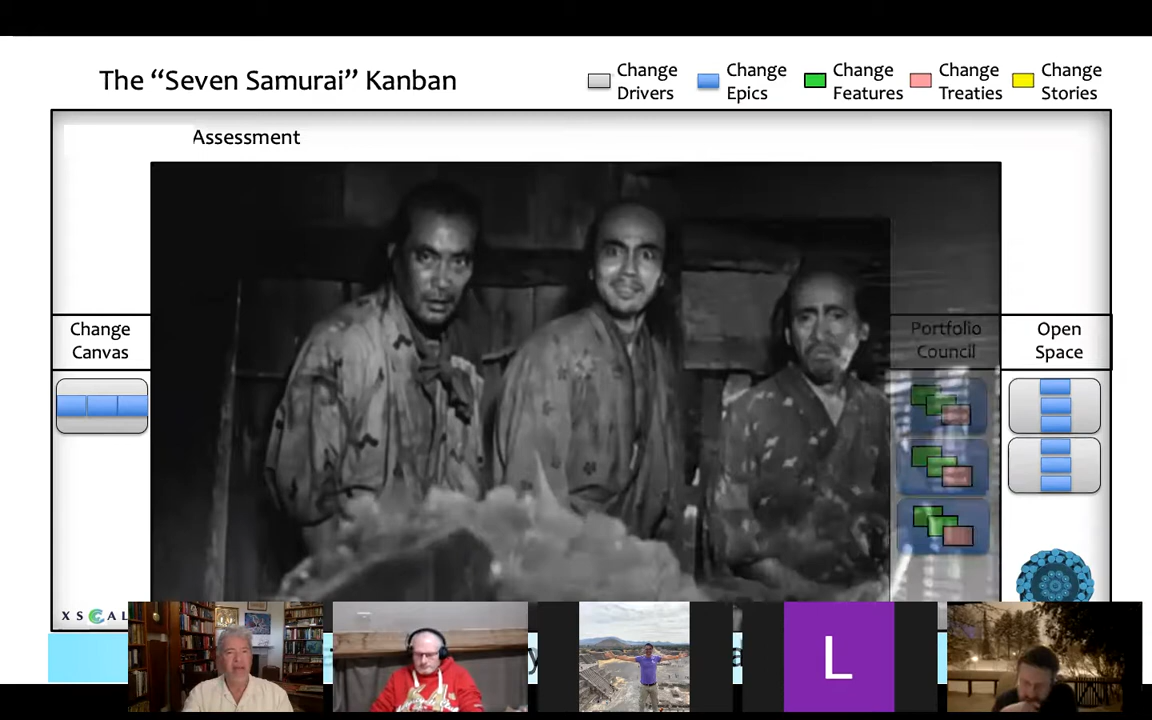 The “Seven Samurai” Kanban
Change
Drivers
Change
Epics
Change
Features
Change
Treaties
Change
Stories
Assessment
Change
Canvas
Portfolio
Council
Open
Space
L